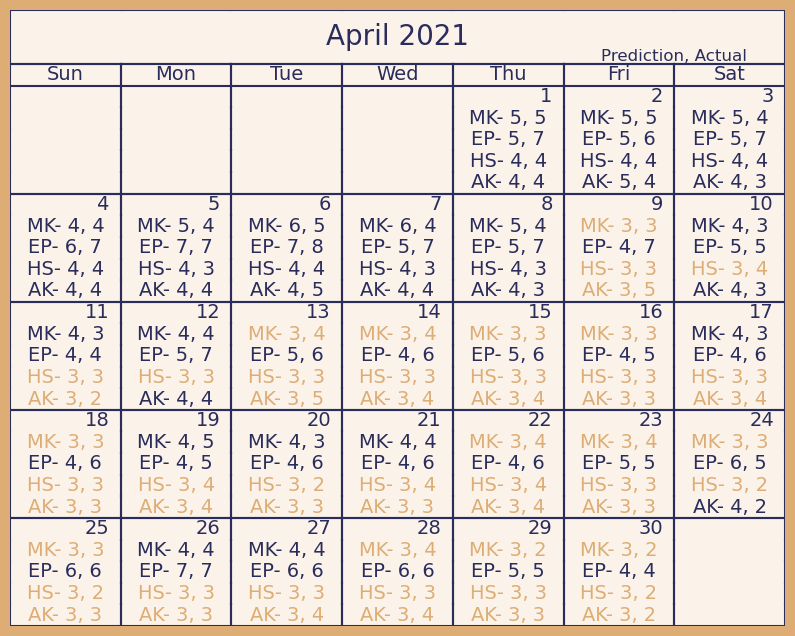 April 2021
Prediction, Actual
Sun Mon Tue Wed Thu Fri Sat
1 2 3
MK- 5, 5 MK- 5, 5 MK- 5, 4
EP- 5, 7 EP- 5, 6 EP- 5, 7
HS- 4, 4 HS- 4, 4 HS- 4, 4
AK- 4, 4 AK- 5, 4 AK- 4, 3
4 5 6 7 8 9 10
MK- 4, 4 MK- 5, 4 MK- 6, 5 MK- 6, 4 MK- 5, 4 MK- 3, 3 MK- 4, 3
EP- 6, 7 EP- 7, 7 EP- 7, 8 EP- 5, 7 EP- 5, 7 EP- 4, 7 EP- 5, 5
HS- 4, 4 HS- 4, 3 HS- 4, 4 HS- 4, 3 HS- 4, 3 HS- 3, 3 HS- 3, 4
AK- 4, 4 AK- 4, 4 AK- 4, 5 AK- 4, 4 AK- 4, 3 AK- 3, 5 AK- 4, 3
11 12 13 14 15 16 17
MK- 4, 3 MK- 4, 4 MK- 3, 4 MK- 3, 4 MK- 3, 3 MK- 3, 3 MK- 4, 3
EP- 4, 4 EP- 5, 7 EP- 5, 6 EP- 4, 6 EP- 5, 6 EP- 4, 5 EP- 4, 6
HS- 3, 3 HS- 3, 3 HS- 3, 3 HS- 3, 3 HS- 3, 3 HS- 3, 3 HS- 3, 3
AK- 3, 2 AK- 4, 4 AK- 3, 5 AK- 3, 4 AK- 3, 4 AK- 3, 3 AK- 3, 4
18 19 20 21 22 23 24
MK- 3, 3 MK- 4, 5 MK- 4, 3 MK- 4, 4 MK- 3, 4 MK- 3, 4 MK- 3, 3
EP- 4, 6 EP- 4, 5 EP- 4, 6 EP- 4, 6 EP- 4, 6 EP- 5, 5 EP- 6, 5
HS- 3, 3 HS- 3, 4 HS- 3, 2 HS- 3, 4 HS- 3, 4 HS- 3, 3 HS- 3, 2
AK- 3, 3 AK- 3, 4 AK- 3, 3 AK- 3, 3 AK- 3, 4 AK- 3, 3 AK- 4, 2
25 26 27 28 29 30
MK- 3, 3 MK- 4, 4 MK- 4, 4 MK- 3, 4 MK- 3, 2 MK- 3, 2
EP- 6, 6 EP- 7, 7 EP- 6, 6 EP- 6, 6 EP- 5, 5 EP- 4, 4
HS- 3, 2 HS- 3, 3 HS- 3, 3 HS- 3, 3 HS- 3, 3 HS- 3, 2
AK- 3, 3 AK- 3, 3 AK- 3, 4 AK- 3, 4 AK- 3, 3 AK- 3, 2